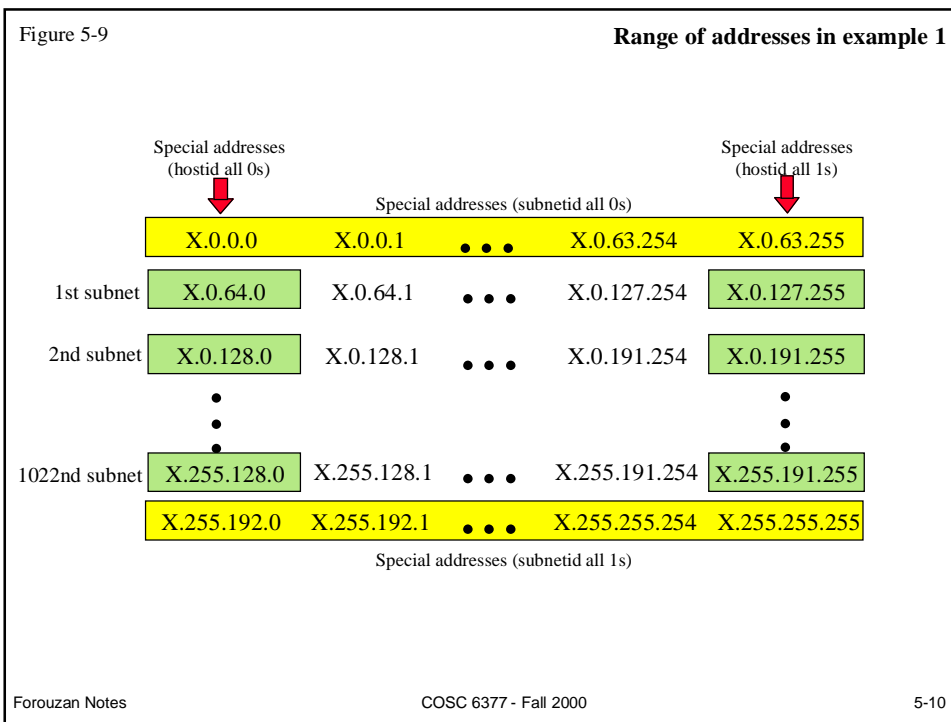 Figure 5-9
Range of addresses in example 1
Special addresses
(hostid all 0s)
Special addresses
(hostid all 1s)
Special addresses (subnetid all 0s)
X.0.0.0 X.0.0.1 ••• X.0.63.254 X.0.63.255
1st subnet X.0.64.0 X.0.64.1 ••• X.0.127.254 X.0.127.255
2nd subnet X.0.128.0 X.0.128.1 ••• X.0.191.254 X.0.191.255
1022nd subnet X.255.128.0 X.255.128.1 ••• X.255.191.254 X.255.191.255
X.255.192.0 X.255.192.1 ••• X.255.255.254 X.255.255.255
Special addresses (subnetid all 1s)
Forouzan Notes COSC 6377 - Fall 2000 5-10